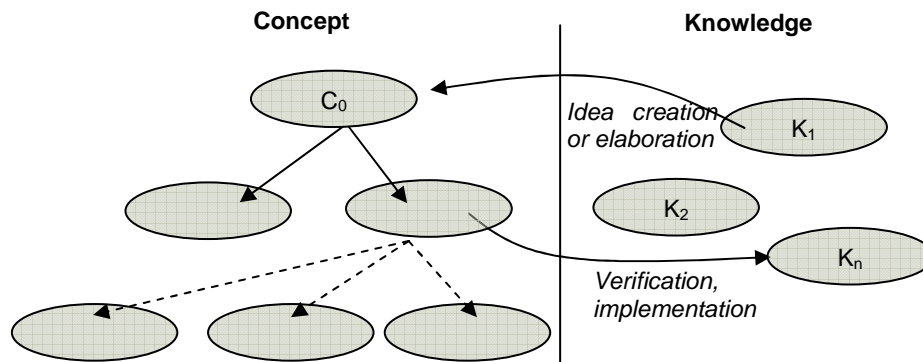 Concept
Knowledge
C₀
Idea creation
or elaboration
K₁
K₂
Kₙ
Verification,
implementation